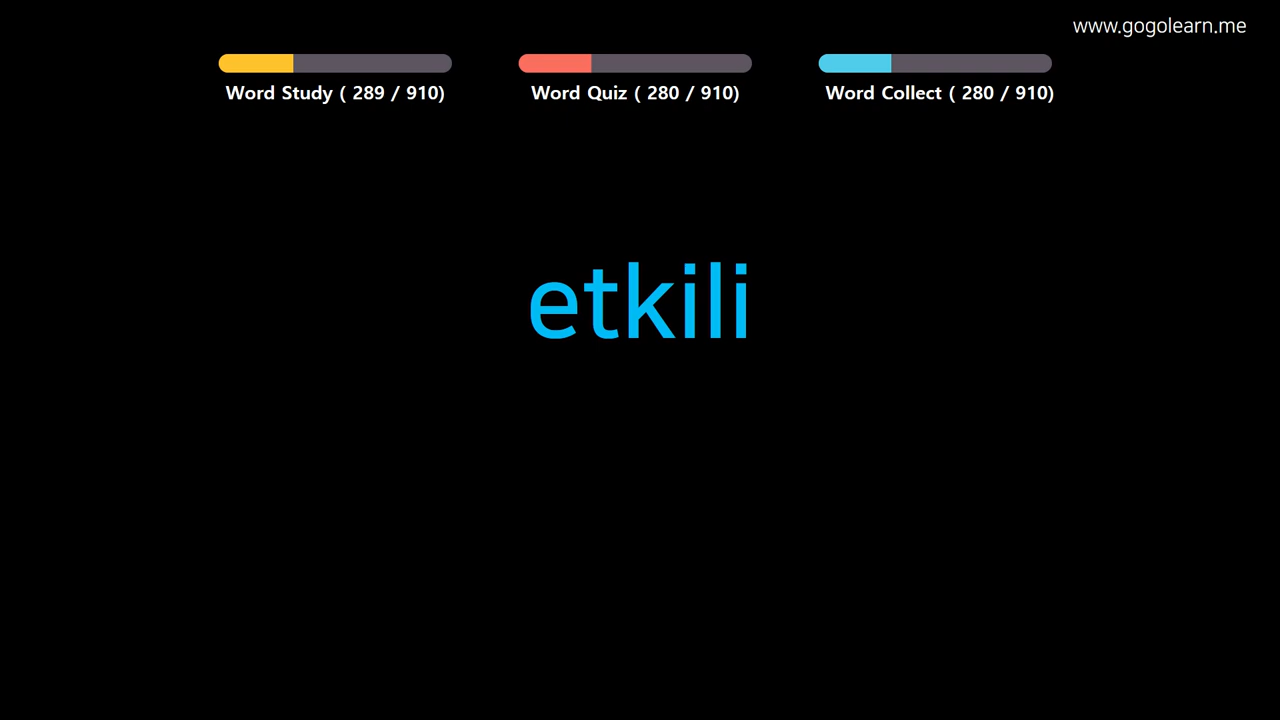 www.gogolearn.me
Word Study ( 289 / 910)
Word Quiz ( 280 / 910)
Word Collect ( 280 / 910)
etkili